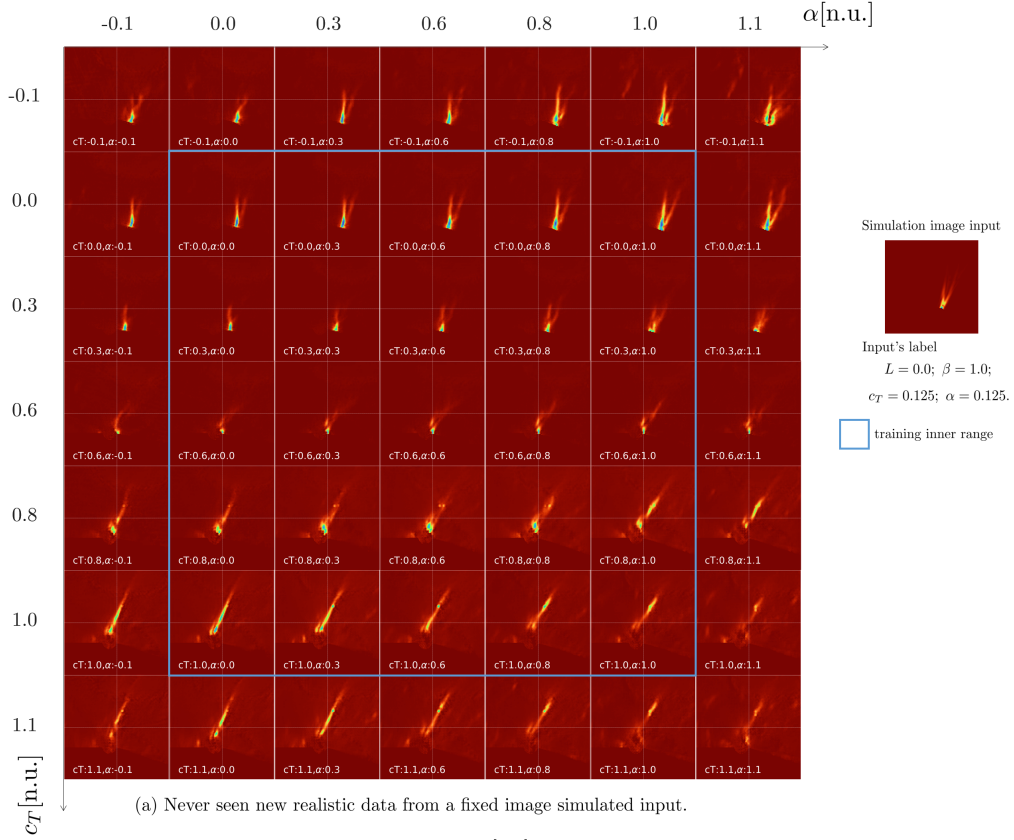 α[n.u.]
-0.1 0.0 0.3 0.6 0.8 1.0 1.1
-0.1
cT:-0.1,α:-0.1 cT:-0.1,α:0.0 cT:-0.1,α:0.3 cT:-0.1,α:0.6 cT:-0.1,α:0.8 cT:-0.1,α:1.0 cT:-0.1,α:1.1
0.0
cT:0.0,α:-0.1 cT:0.0,α:0.0 cT:0.0,α:0.3 cT:0.0,α:0.6 cT:0.0,α:0.8 cT:0.0,α:1.0 cT:0.0,α:1.1
0.3
cT:0.3,α:-0.1 cT:0.3,α:0.0 cT:0.3,α:0.3 cT:0.3,α:0.6 cT:0.3,α:0.8 cT:0.3,α:1.0 cT:0.3,α:1.1
0.6
cT:0.6,α:-0.1 cT:0.6,α:0.0 cT:0.6,α:0.3 cT:0.6,α:0.6 cT:0.6,α:0.8 cT:0.6,α:1.0 cT:0.6,α:1.1
0.8
cT:0.8,α:-0.1 cT:0.8,α:0.0 cT:0.8,α:0.3 cT:0.8,α:0.6 cT:0.8,α:0.8 cT:0.8,α:1.0 cT:0.8,α:1.1
1.0
cT:1.0,α:-0.1 cT:1.0,α:0.0 cT:1.0,α:0.3 cT:1.0,α:0.6 cT:1.0,α:0.8 cT:1.0,α:1.0 cT:1.0,α:1.1
1.1
cT:1.1,α:-0.1 cT:1.1,α:0.0 cT:1.1,α:0.3 cT:1.1,α:0.6 cT:1.1,α:0.8 cT:1.1,α:1.0 cT:1.1,α:1.1
c_T[n.u.]
Simulation image input
Input's label
L = 0.0; β = 1.0;
c_T = 0.125; α = 0.125.
training inner range
(a) Never seen new realistic data from a fixed image simulated input.